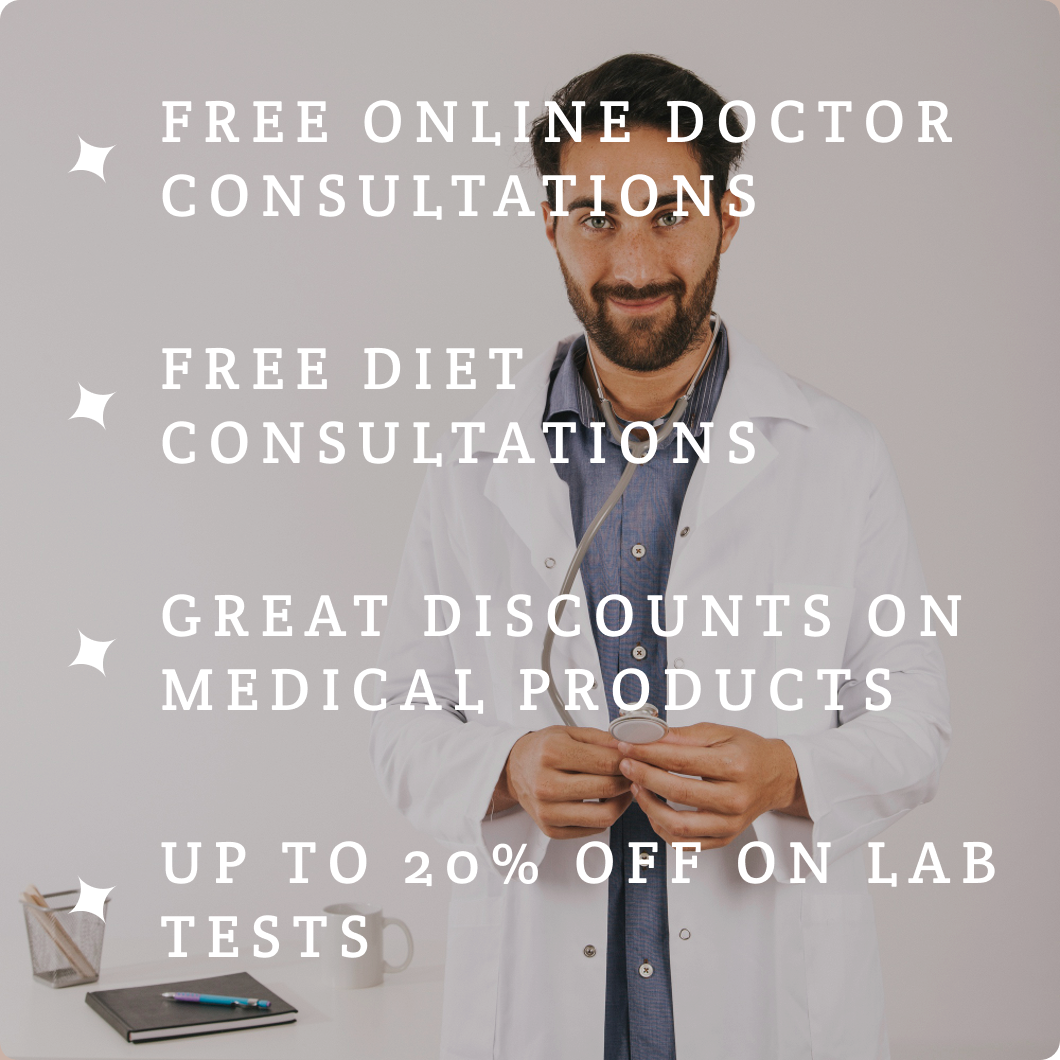 FREE ONLINE DOCTOR
CONSULTATIONS
FREE DIET
CONSULTATIONS
GREAT DISCOUNTS ON
MEDICAL PRODUCTS
UP TO 20% OFF ON LAB
TESTS